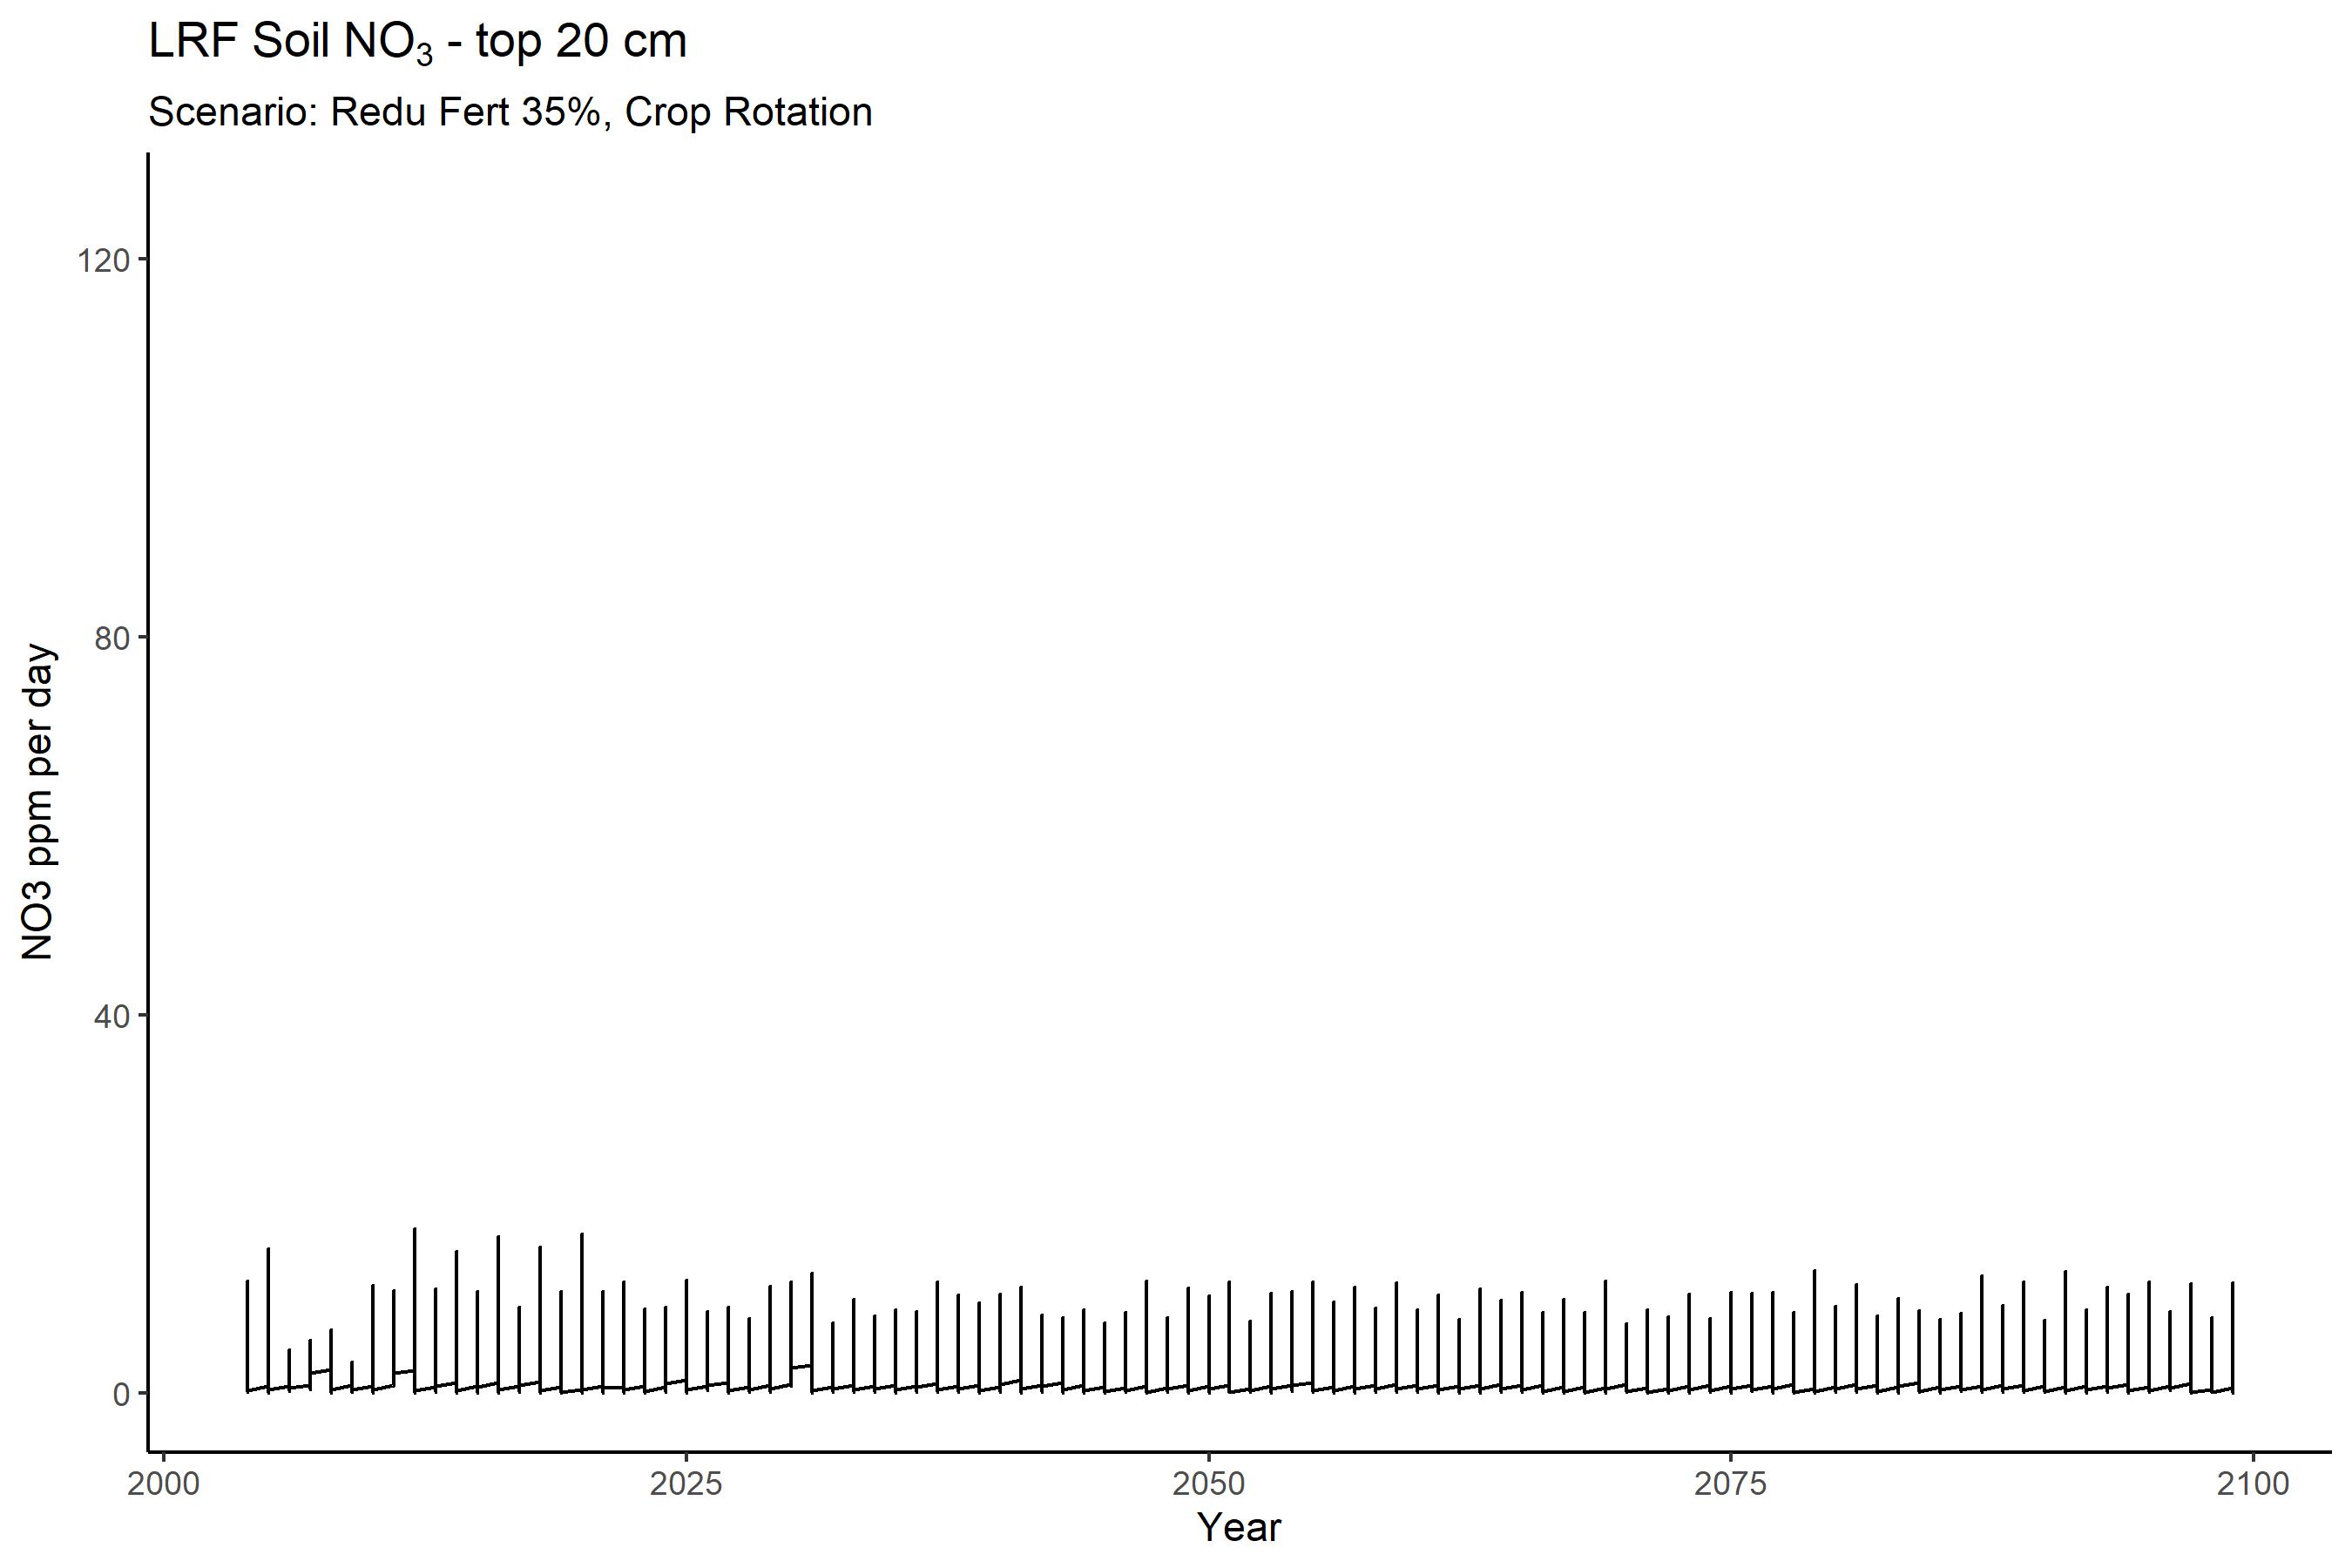 LRF Soil NO₃ - top 20 cm
Scenario: Redu Fert 35%, Crop Rotation
120
80
40
0
NO3 ppm per day
2000 2025 2050 2075 2100
Year